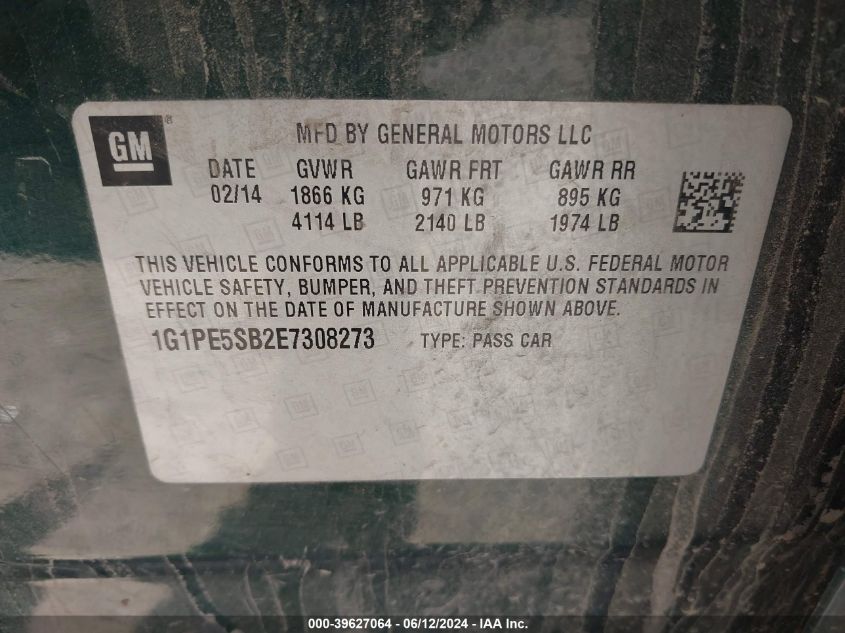 GM ®
MFD BY GENERAL MOTORS LLC
DATE GVWR GAWR FRT GAWR RR
02/14 1866 KG 971 KG 895 KG
4114 LB 2140 LB 1974 LB
THIS VEHICLE CONFORMS TO ALL APPLICABLE U.S. FEDERAL MOTOR
VEHICLE SAFETY, BUMPER, AND THEFT PREVENTION STANDARDS IN
EFFECT ON THE DATE OF MANUFACTURE SHOWN ABOVE.
1G1PE5SB2E7308273 TYPE: PASS CAR
000-39627064 / 06/12/2024 - IAA Inc.